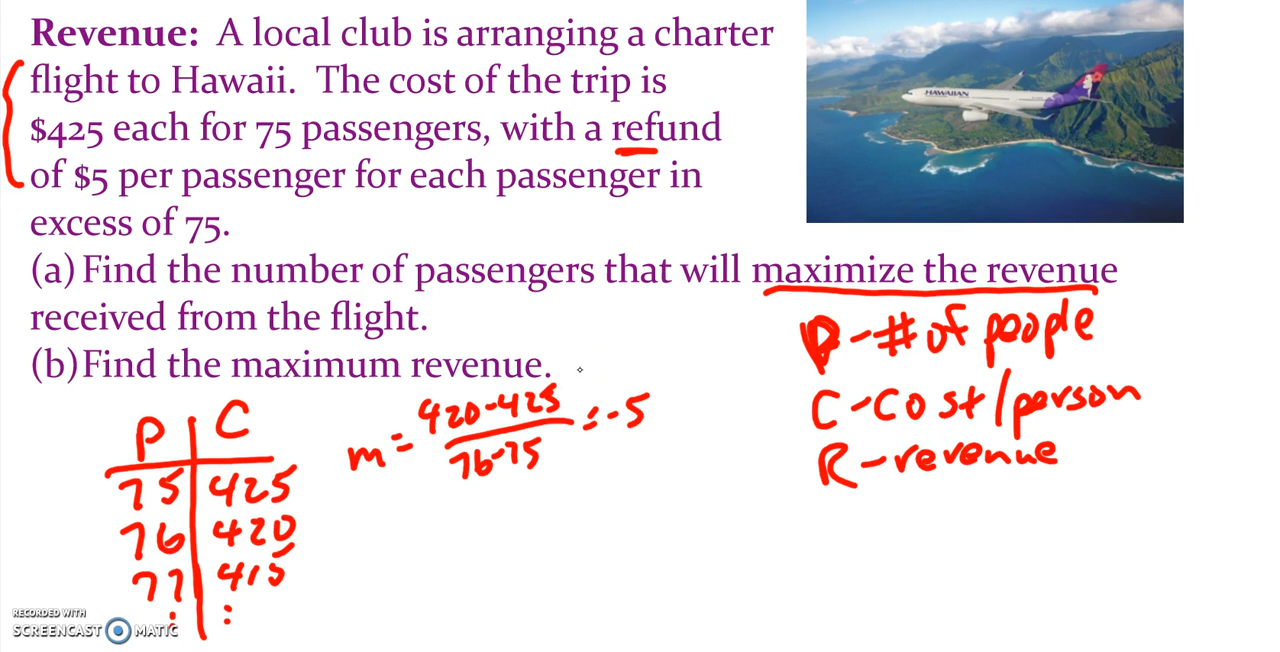 Revenue: A local club is arranging a charter
flight to Hawaii. The cost of the trip is
$425 each for 75 passengers, with a refund
of $5 per passenger for each passenger in
excess of 75.
(a) Find the number of passengers that will maximize the revenue
received from the flight.
(b) Find the maximum revenue.
HAWAIIAN
P - # of people
C - cost/person
R - revenue
m = 420-425 / 76-75 = -5
P | C
75 | 425
76 | 420
77 | 415
: | :
RECORDED WITH
SCREENCAST MATIC